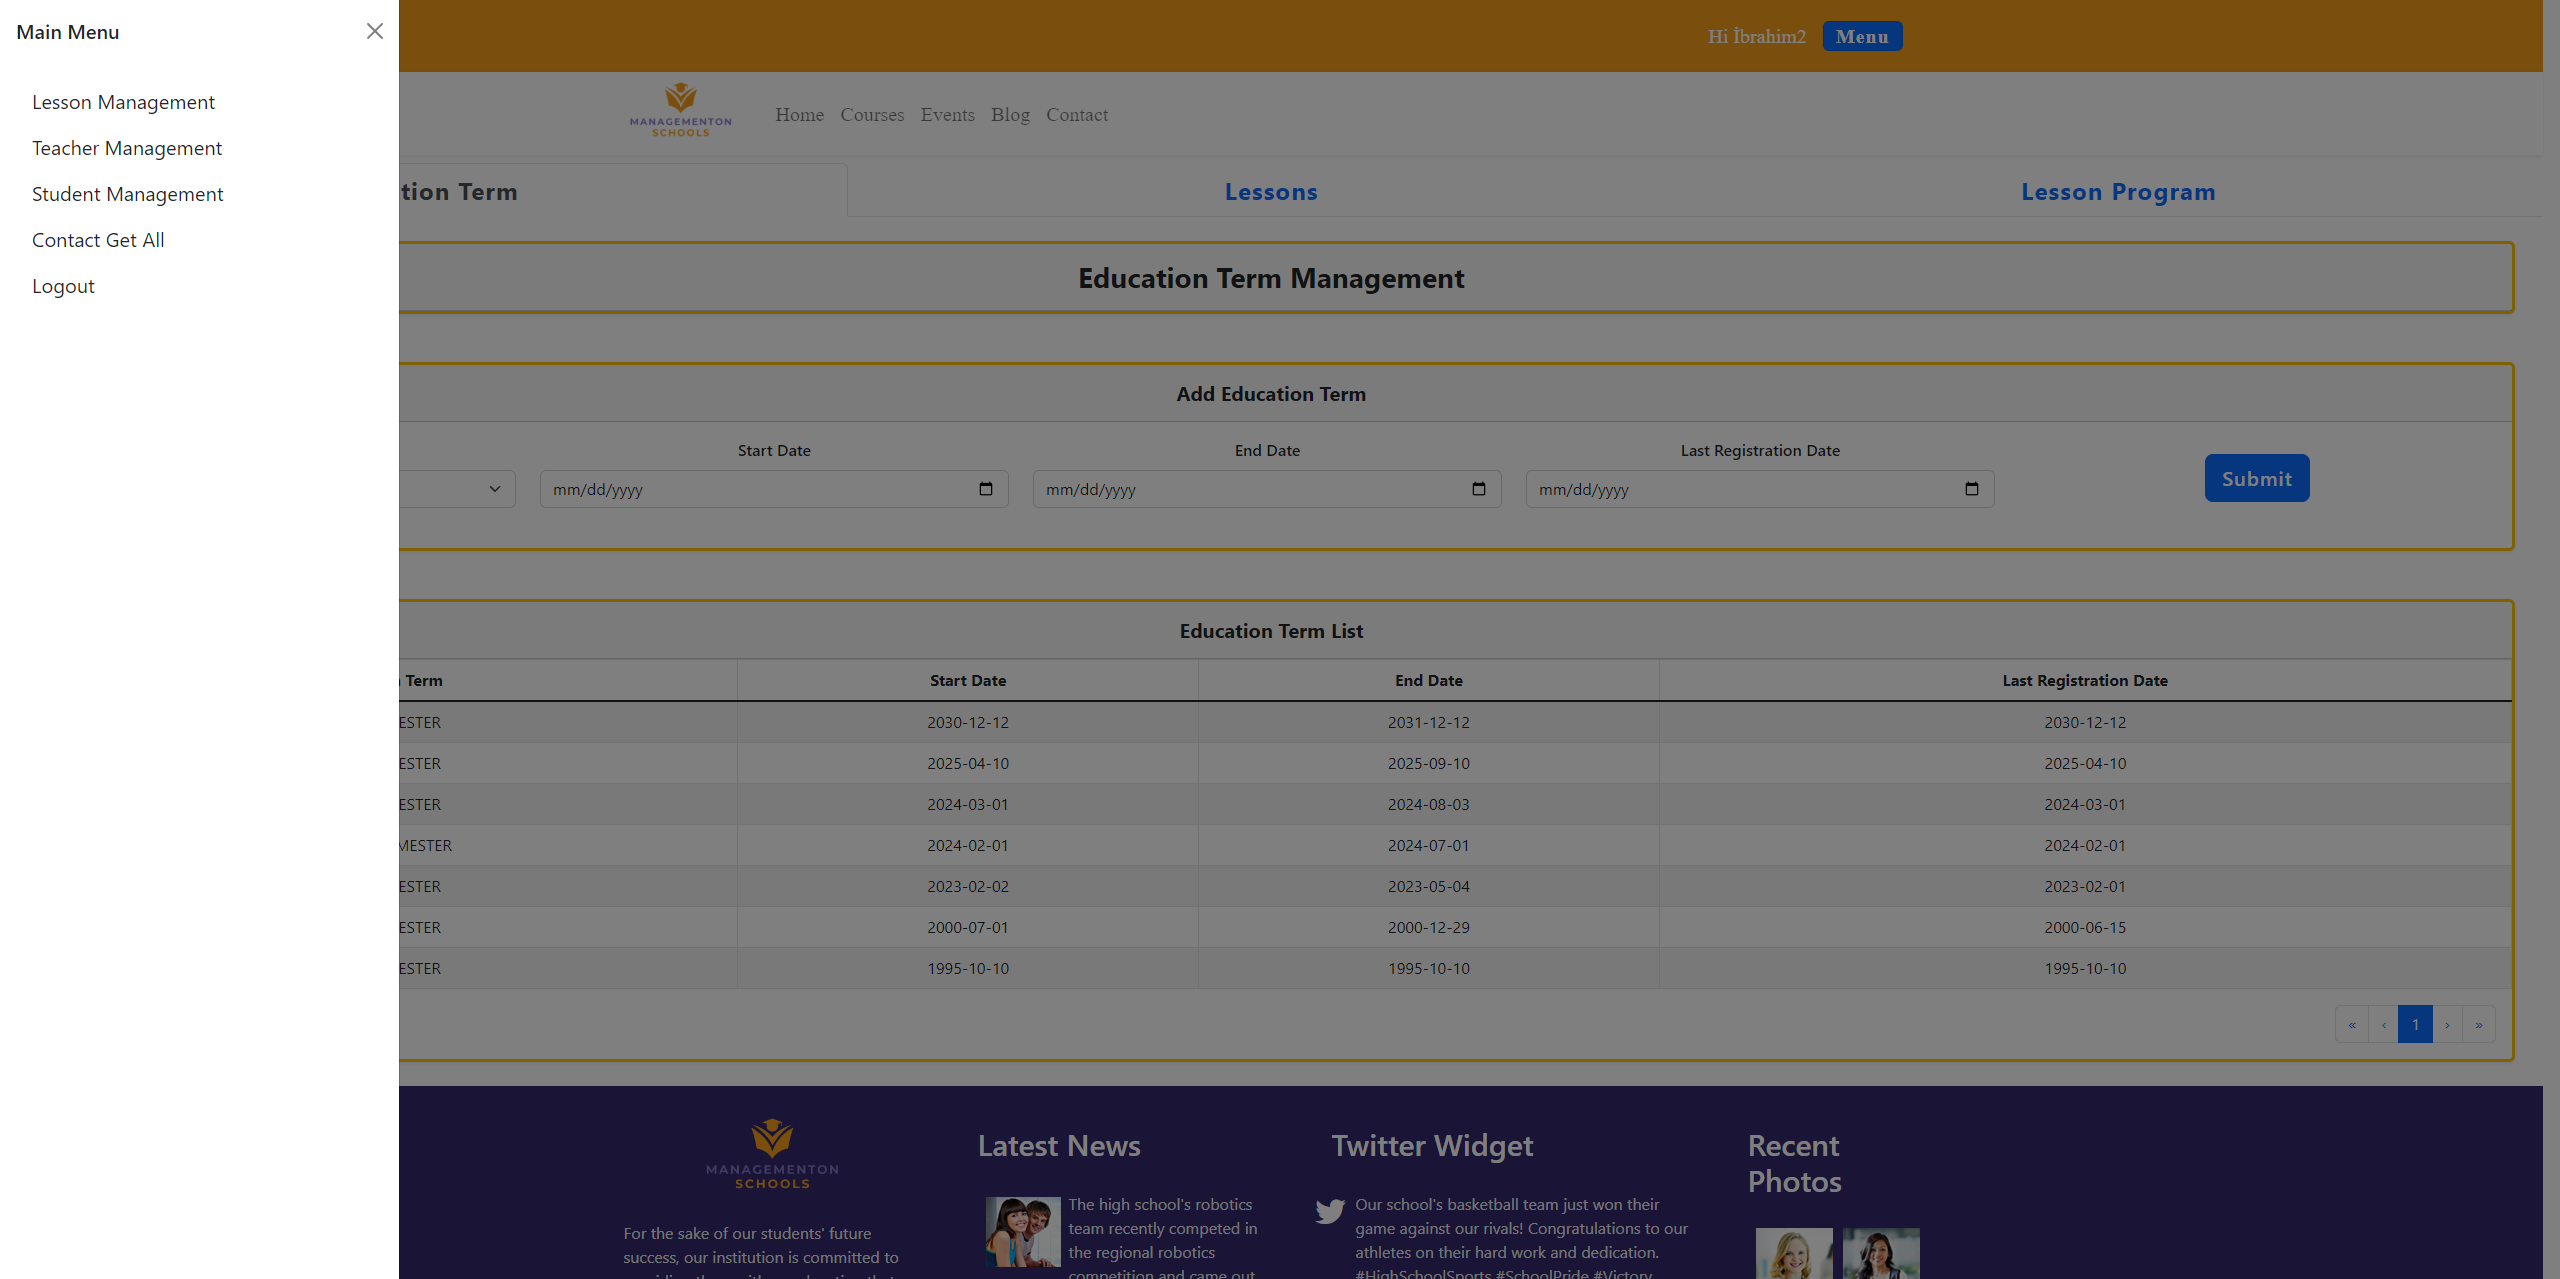 Main Menu
Lesson Management
Teacher Management
Student Management
Contact Get All
Logout
Hi İbrahim2 Menu
MANAGEMENTON
SCHOOLS
Home Courses Events Blog Contact
tion Term Lessons Lesson Program
Education Term Management
Add Education Term
Start Date End Date Last Registration Date
mm/dd/yyyy mm/dd/yyyy mm/dd/yyyy Submit
Education Term List
Term Start Date End Date Last Registration Date
ESTER 2030-12-12 2031-12-12 2030-12-12
ESTER 2025-04-10 2025-09-10 2025-04-10
ESTER 2024-03-01 2024-08-03 2024-03-01
MESTER 2024-02-01 2024-07-01 2024-02-01
ESTER 2023-02-02 2023-05-04 2023-02-01
ESTER 2000-07-01 2000-12-29 2000-06-15
ESTER 1995-10-10 1995-10-10 1995-10-10
« ‹ 1 › »
MANAGEMENTON
SCHOOLS
For the sake of our students' future
success, our institution is committed to
Latest News
The high school's robotics
team recently competed in
the regional robotics
competition and came out
Twitter Widget
Our school's basketball team just won their
game against our rivals! Congratulations to our
athletes on their hard work and dedication.
#HighSchoolSports #SchoolPride #Victory
Recent
Photos